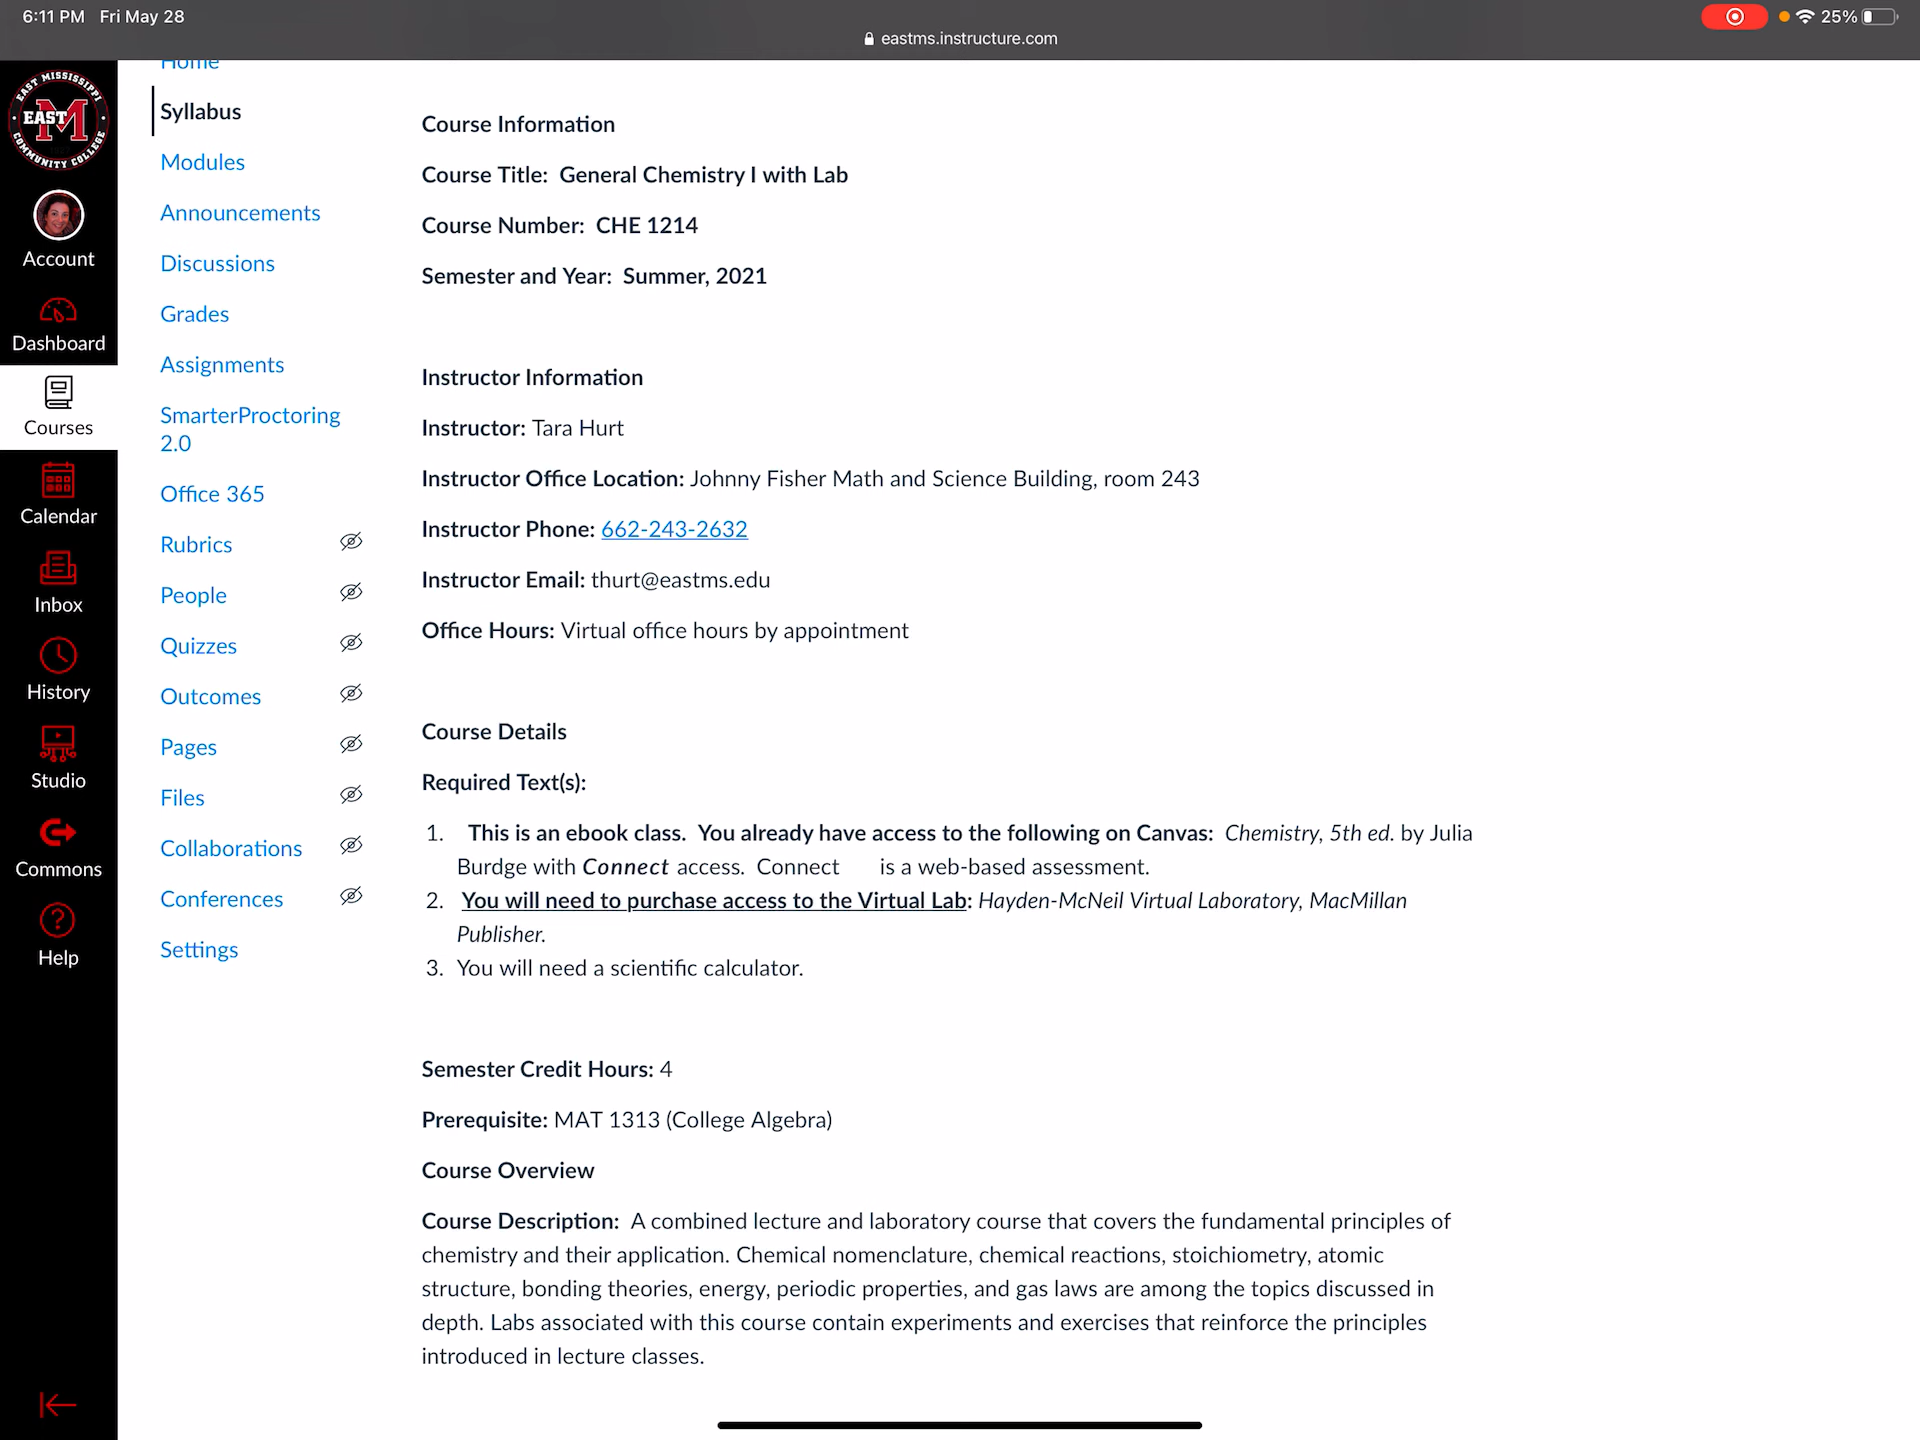 6:11 PM Fri May 28
25%
eastms.instructure.com
EAST MISSISSIPPI
EAST M
COMMUNITY COLLEGE
Account
Dashboard
Courses
Calendar
Inbox
History
Studio
Commons
Help
Home
Syllabus
Modules
Announcements
Discussions
Grades
Assignments
SmarterProctoring
2.0
Office 365
Rubrics
People
Quizzes
Outcomes
Pages
Files
Collaborations
Conferences
Settings
Course Information
Course Title: General Chemistry I with Lab
Course Number: CHE 1214
Semester and Year: Summer, 2021
Instructor Information
Instructor: Tara Hurt
Instructor Office Location: Johnny Fisher Math and Science Building, room 243
Instructor Phone: 662-243-2632
Instructor Email: thurt@eastms.edu
Office Hours: Virtual office hours by appointment
Course Details
Required Text(s):
1. This is an ebook class. You already have access to the following on Canvas: Chemistry, 5th ed. by Julia
Burdge with Connect access. Connect is a web-based assessment.
2. You will need to purchase access to the Virtual Lab: Hayden-McNeil Virtual Laboratory, MacMillan
Publisher.
3. You will need a scientific calculator.
Semester Credit Hours: 4
Prerequisite: MAT 1313 (College Algebra)
Course Overview
Course Description: A combined lecture and laboratory course that covers the fundamental principles of
chemistry and their application. Chemical nomenclature, chemical reactions, stoichiometry, atomic
structure, bonding theories, energy, periodic properties, and gas laws are among the topics discussed in
depth. Labs associated with this course contain experiments and exercises that reinforce the principles
introduced in lecture classes.